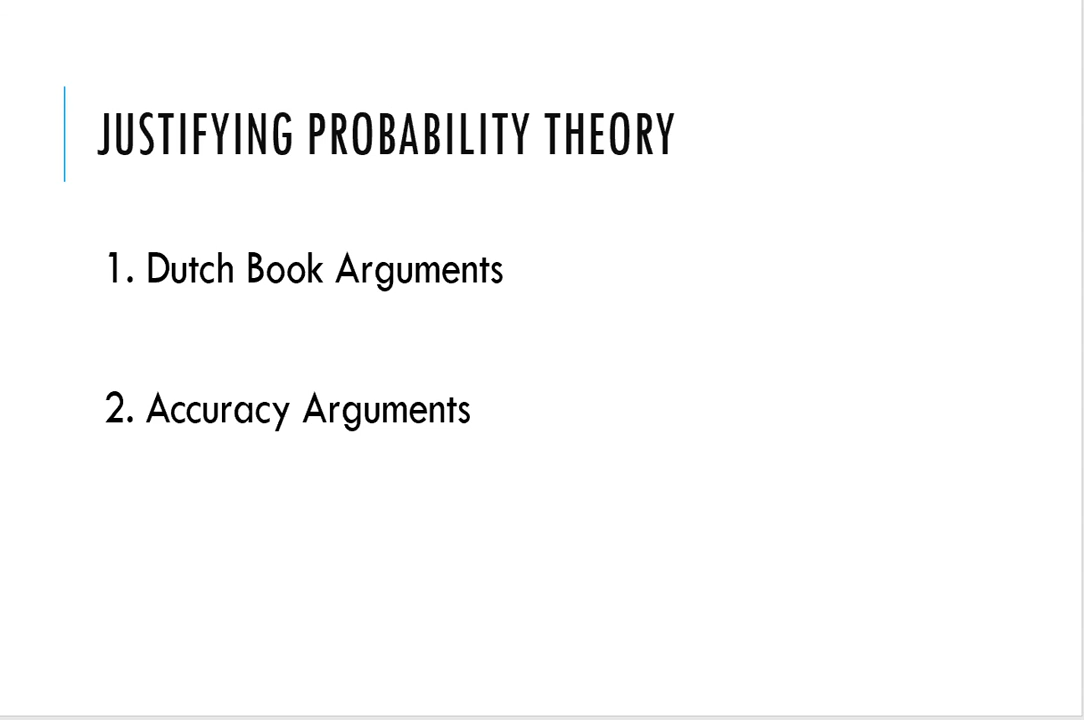 JUSTIFYING PROBABILITY THEORY
1. Dutch Book Arguments
2. Accuracy Arguments